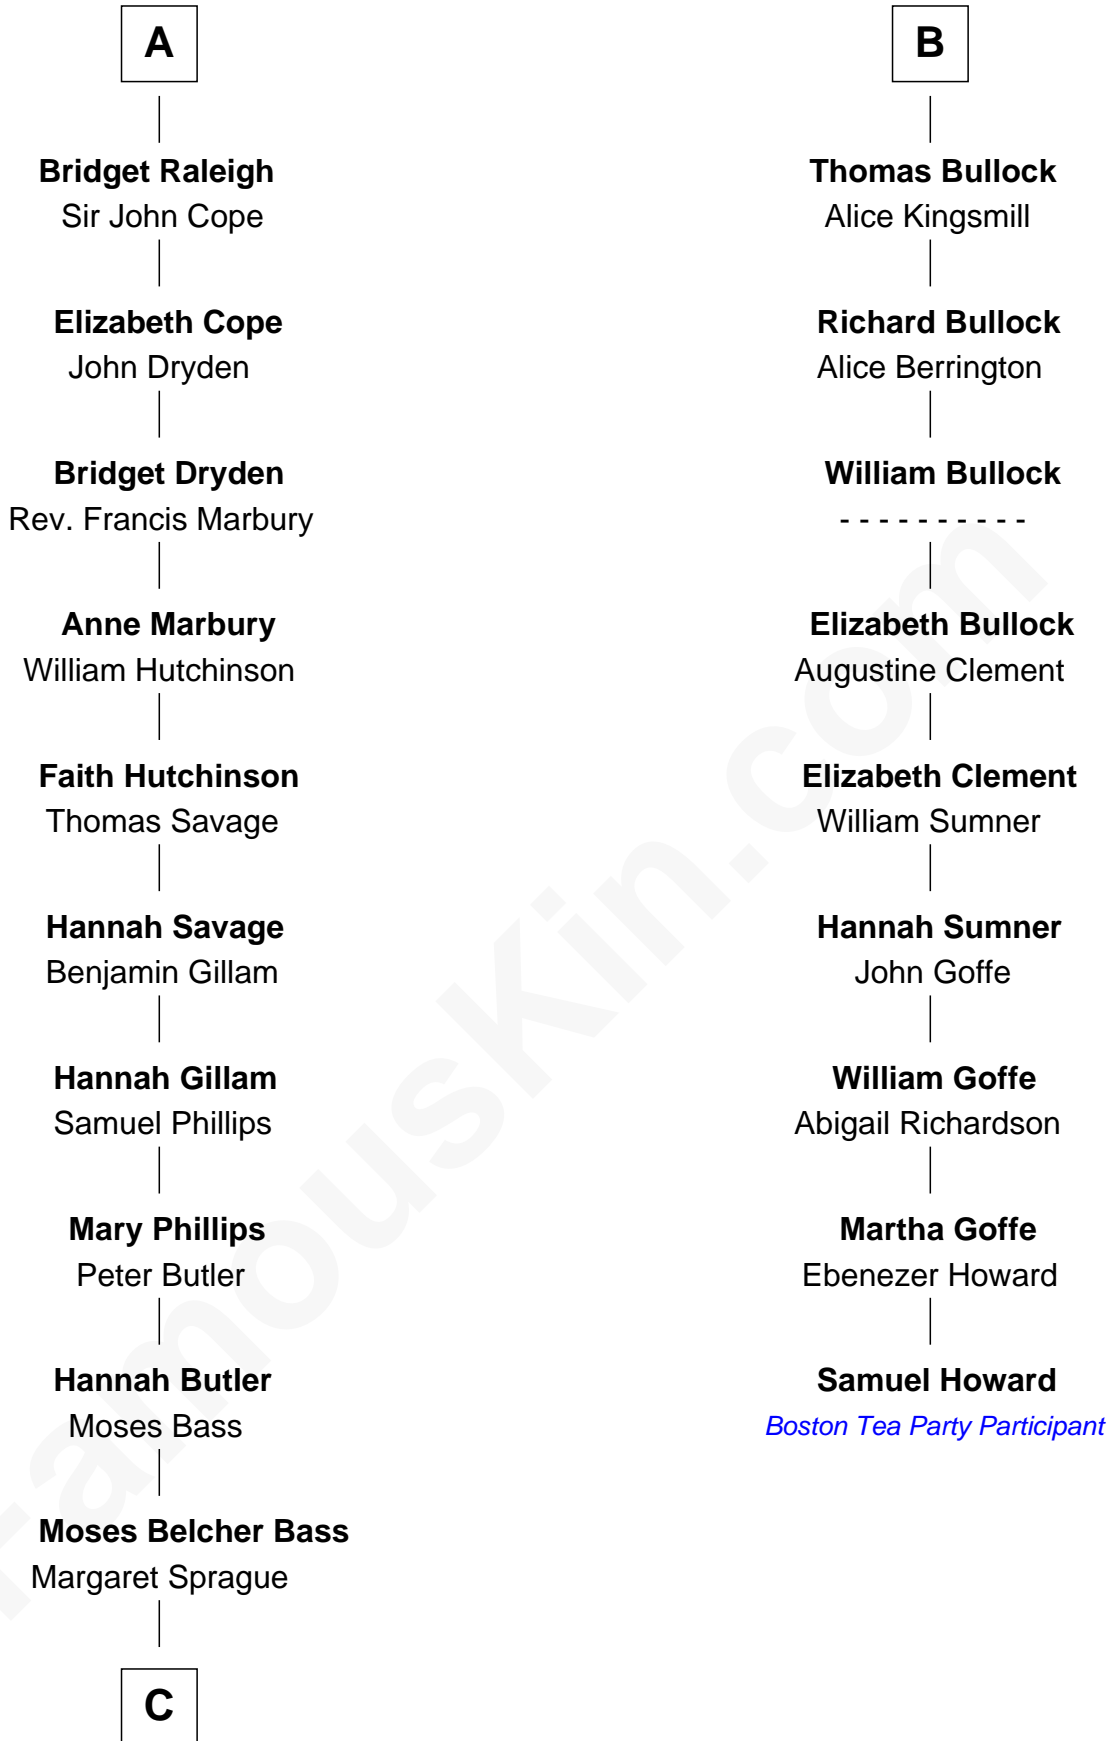 A
Bridget Raleigh
Sir John Cope
Elizabeth Cope
John Dryden
Bridget Dryden
Rev. Francis Marbury
Anne Marbury
William Hutchinson
Faith Hutchinson
Thomas Savage
Hannah Savage
Benjamin Gillam
Hannah Gillam
Samuel Phillips
Mary Phillips
Peter Butler
Hannah Butler
Moses Bass
Moses Belcher Bass
Margaret Sprague
C
B
Thomas Bullock
Alice Kingsmill
Richard Bullock
Alice Berrington
William Bullock
- - - - - - - - - -
Elizabeth Bullock
Augustine Clement
Elizabeth Clement
William Sumner
Hannah Sumner
John Goffe
William Goffe
Abigail Richardson
Martha Goffe
Ebenezer Howard
Samuel Howard
Boston Tea Party Participant
FamousKin.com